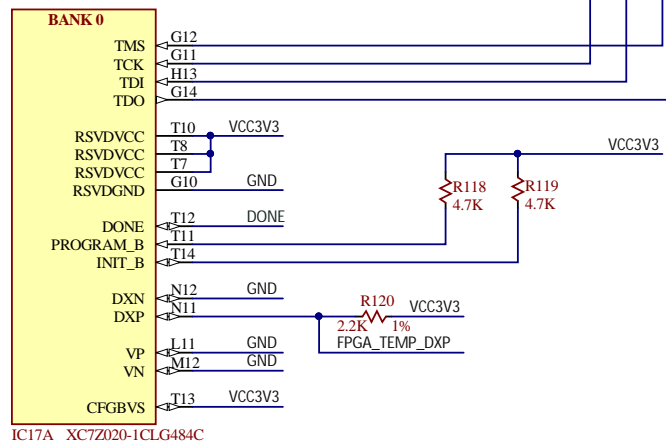 BANK 0
TMS G12
TCK G11
TDI H13
TDO G14
RSVDVCC T10 VCC3V3
RSVDVCC T8
RSVDVCC T7
RSVDGND G10 GND
VCC3V3
R118 R119
4.7K 4.7K
DONE T12 DONE
PROGRAM_B T11
INIT_B T14
DXN N12 GND
DXP N11 R120 VCC3V3
2.2K 1%
FPGA_TEMP_DXP
VP L11 GND
VN M12 GND
CFGBVS T13 VCC3V3
IC17A XC7Z020-1CLG484C